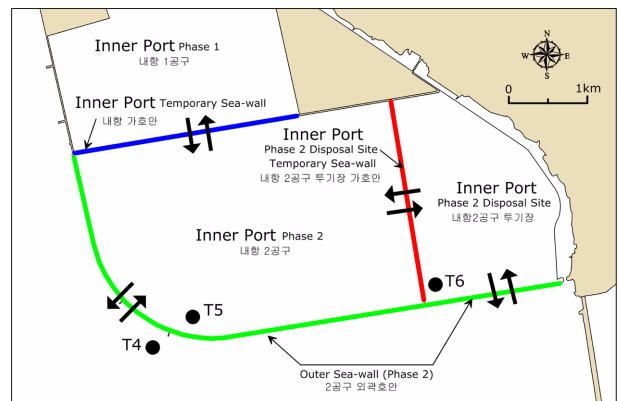 Inner Port Phase 1
내항 1공구
N
W E
S
0 1km
Inner Port Temporary Sea-wall
내항 가호안
Inner Port
Phase 2 Disposal Site
Temporary Sea-wall
내항 2공구 투기장 가호안
Inner Port
Phase 2 Disposal Site
내항2공구 투기장
Inner Port Phase 2
내항 2공구
T6
T5
T4
Outer Sea-wall (Phase 2)
2공구 외곽호안